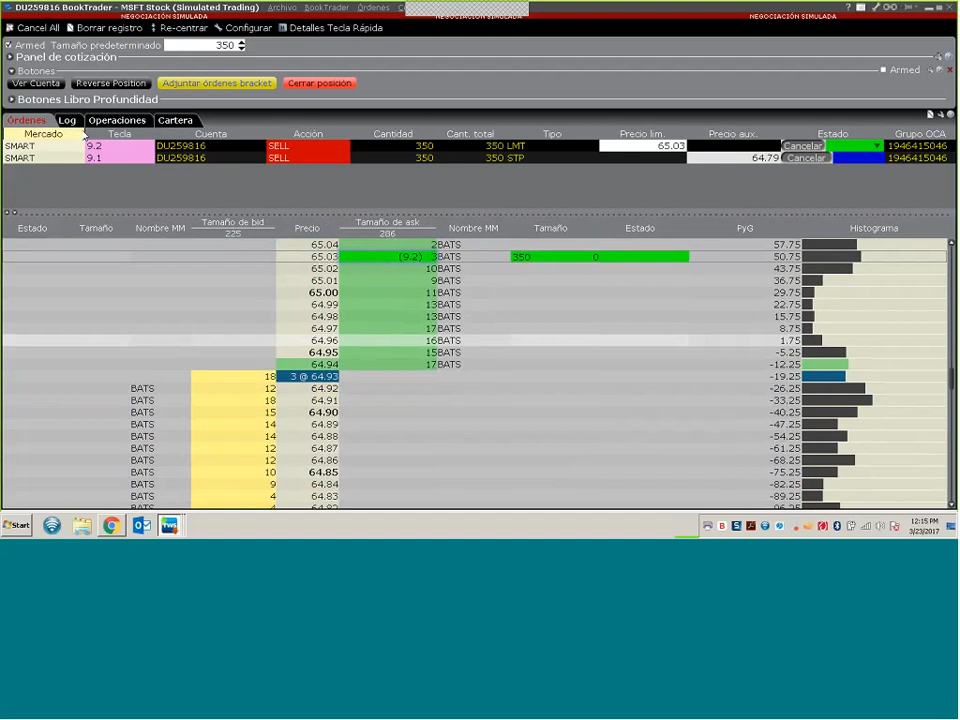 DU259816 BookTrader - MSFT Stock (Simulated Trading) Archivo BookTrader Órdenes
NEGOCIACIÓN SIMULADA NEGOCIACIÓN SIMULADA NEGOCIACIÓN SIMULADA
Cancel All Borrar registro Re-centrar Configurar Detalles Tecla Rápida
Armed Tamaño predeterminado 350
Panel de cotización
Botones Armed
Ver Cuenta Reverse Position Adjuntar órdenes bracket Cerrar posición
Botones Libro Profundidad
Órdenes Log Operaciones Cartera
Mercado Tecla Cuenta Acción Cantidad Cant. total Tipo Precio lim. Precio aux. Estado Grupo OCA
SMART 9.2 DU259816 SELL 350 350 LMT 65.03 Cancelar 1946415046
SMART 9.1 DU259816 SELL 350 350 STP 64.79 Cancelar 1946415046
Estado Tamaño Nombre MM Tamaño de bid Precio Tamaño de ask Nombre MM Tamaño Estado PyG Histograma
225 286
65.04 2 BATS 57.75
65.03 (9.2) 3 BATS 350 0 50.75
65.02 10 BATS 43.75
65.01 9 BATS 36.75
65.00 11 BATS 29.75
64.99 13 BATS 22.75
64.98 13 BATS 15.75
64.97 17 BATS 8.75
64.96 16 BATS 1.75
64.95 15 BATS -5.25
64.94 17 BATS -12.25
18 3 @ 64.93 -19.25
BATS 12 64.92 -26.25
BATS 18 64.91 -33.25
BATS 15 64.90 -40.25
BATS 14 64.89 -47.25
BATS 14 64.88 -54.25
BATS 12 64.87 -61.25
BATS 12 64.86 -68.25
BATS 10 64.85 -75.25
BATS 9 64.84 -82.25
BATS 4 64.83 -89.25
BATS 4 64.82 -96.25
Start TWS 12:15 PM
3/23/2017